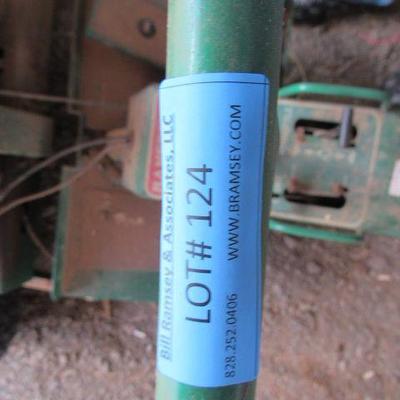 Bill Ramsey & Associates, LLC
LOT# 124
WWW.BRAMSEY.COM
828.252.0406